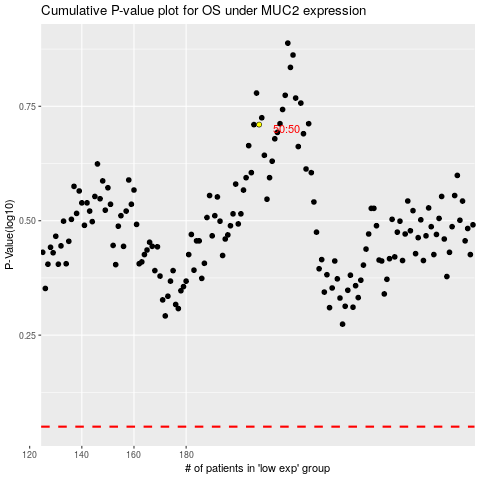 Cumulative P-value plot for OS under MUC2 expression
P-Value(log10)
0.75
0.50
0.25
50:50
120 140 160 180
# of patients in 'low exp' group